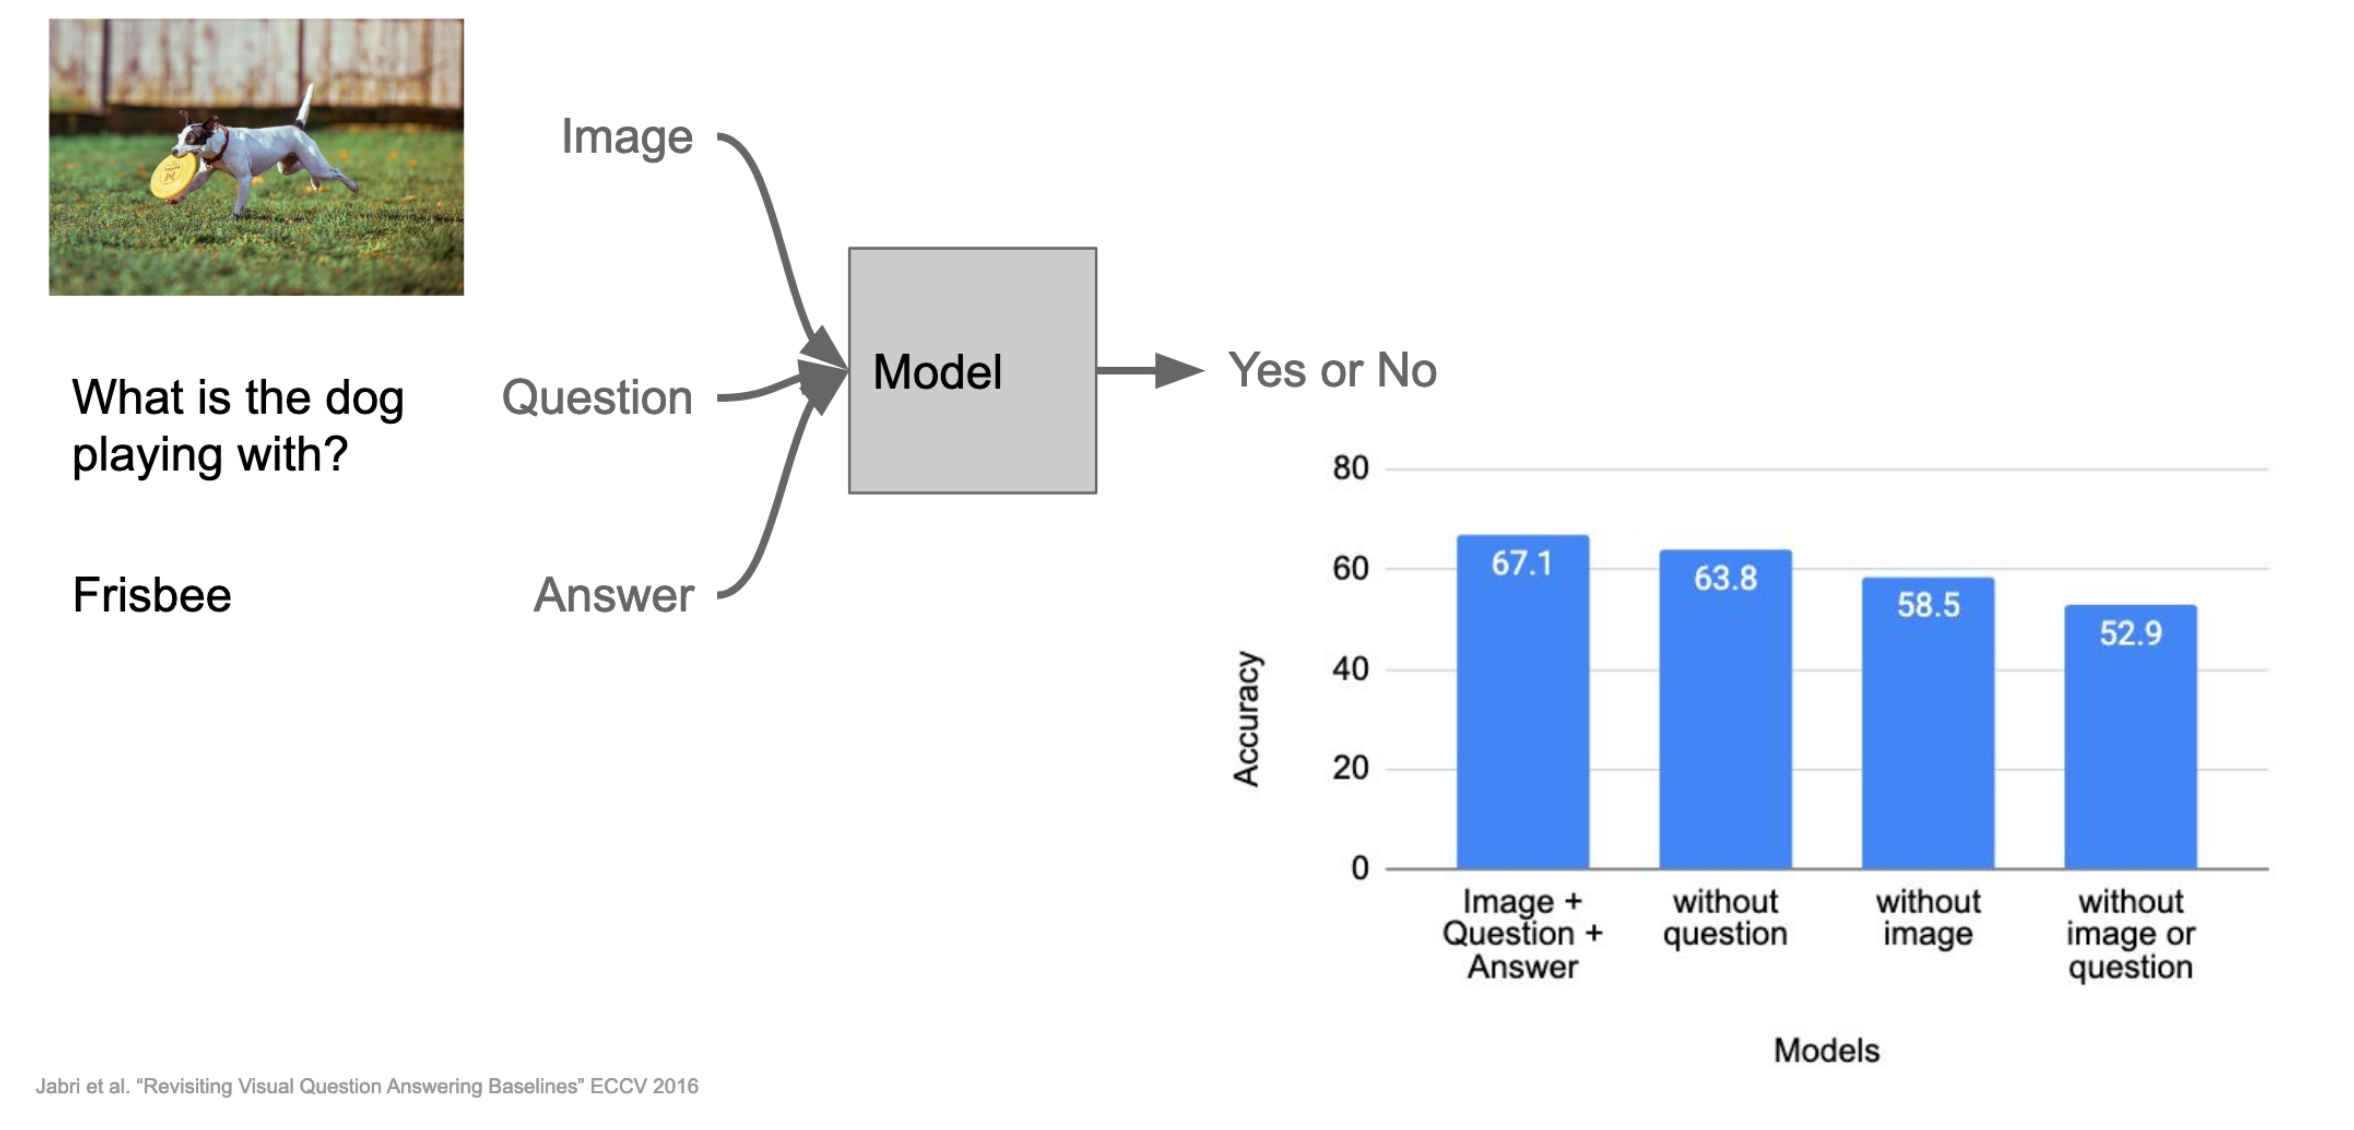 Image
Question
Answer
What is the dog
playing with?
Frisbee
Model
Yes or No
80
60
40
20
0
Accuracy
67.1
63.8
58.5
52.9
Image +
Question +
Answer
without
question
without
image
without
image or
question
Models
Jabri et al. “Revisiting Visual Question Answering Baselines” ECCV 2016